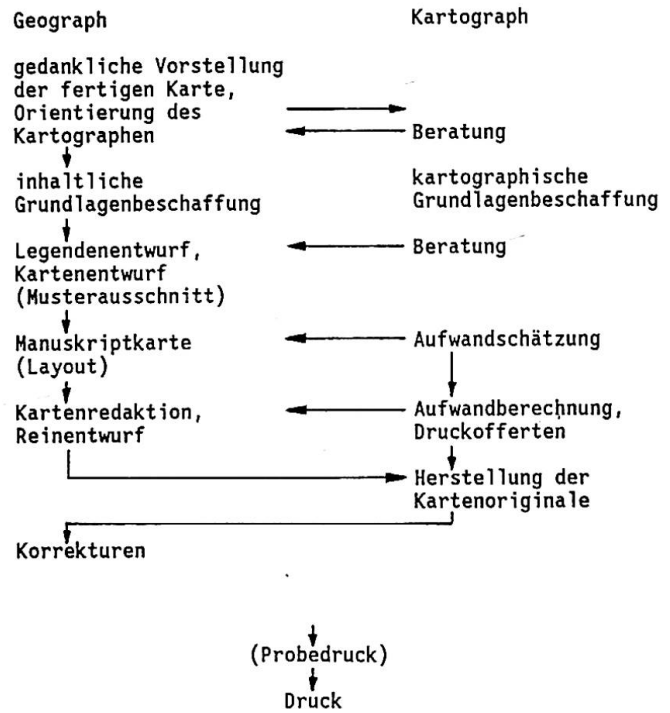 Geograph
Kartograph
gedankliche Vorstellung
der fertigen Karte,
Orientierung des
Kartographen
Beratung
inhaltliche
Grundlagenbeschaffung
kartographische
Grundlagenbeschaffung
Legendenentwurf,
Kartenentwurf
(Musterausschnitt)
Beratung
Manuskriptkarte
(Layout)
Aufwandschätzung
Kartenredaktion,
Reinentwurf
Aufwandberechnung,
Druckofferten
Herstellung der
Kartenoriginale
Korrekturen
(Probedruck)
Druck